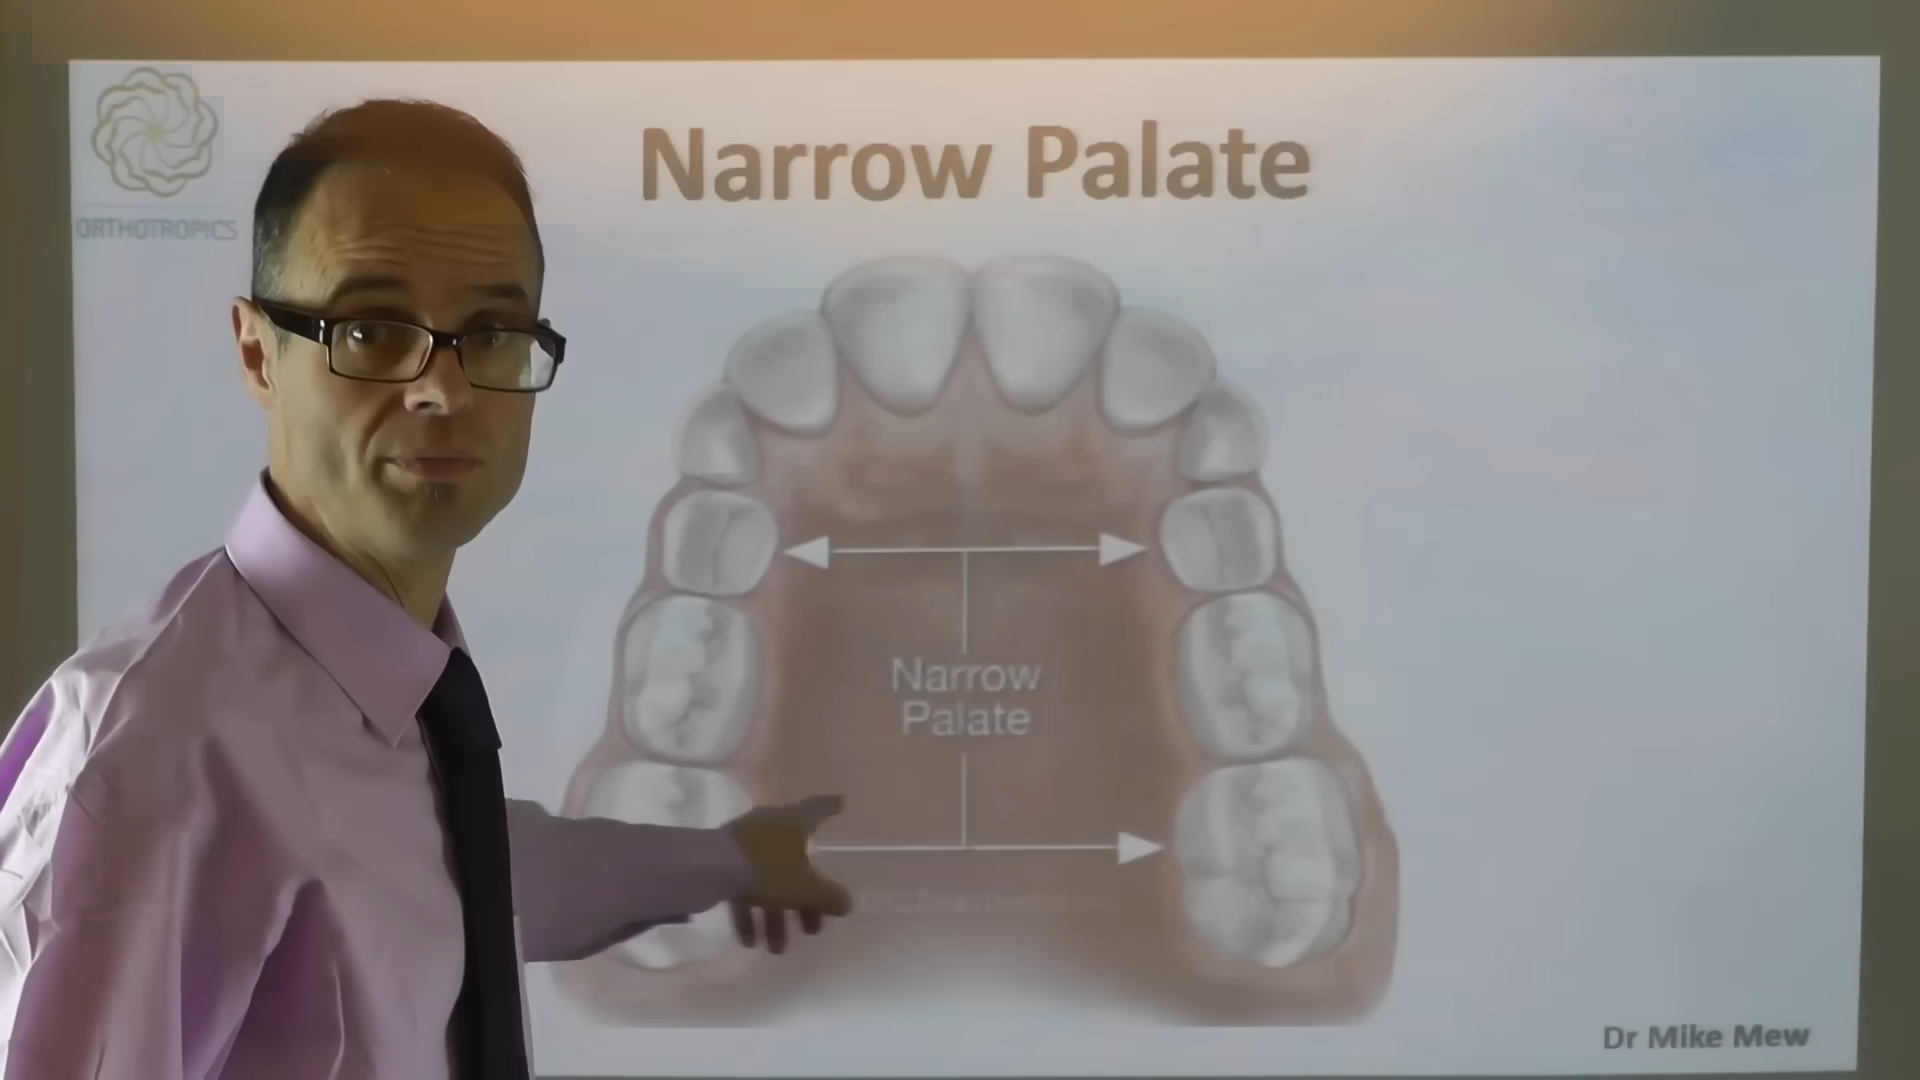 Narrow Palate
ORTHOTROPICS
Narrow
Palate
Dr Mike Mew